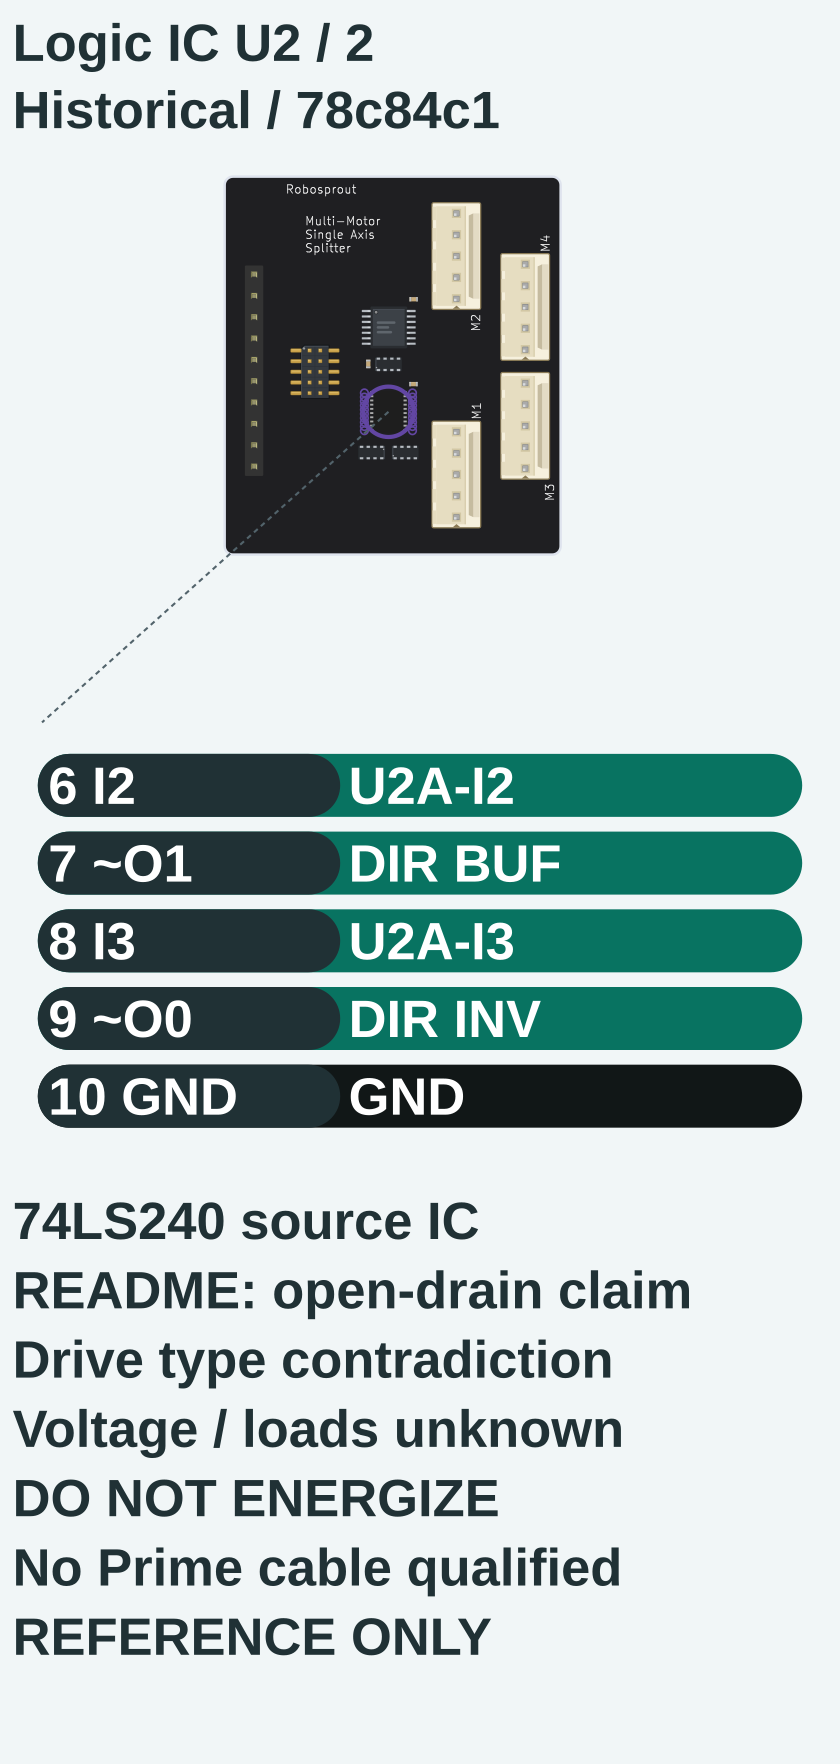 Logic IC U2 / 2
Historical / 78c84c1
Robosprout
Multi-Motor
Single Axis
Splitter
M4
M2
M1
M3
6 I2 U2A-I2
7 ~O1 DIR BUF
8 I3 U2A-I3
9 ~O0 DIR INV
10 GND GND
74LS240 source IC
README: open-drain claim
Drive type contradiction
Voltage / loads unknown
DO NOT ENERGIZE
No Prime cable qualified
REFERENCE ONLY